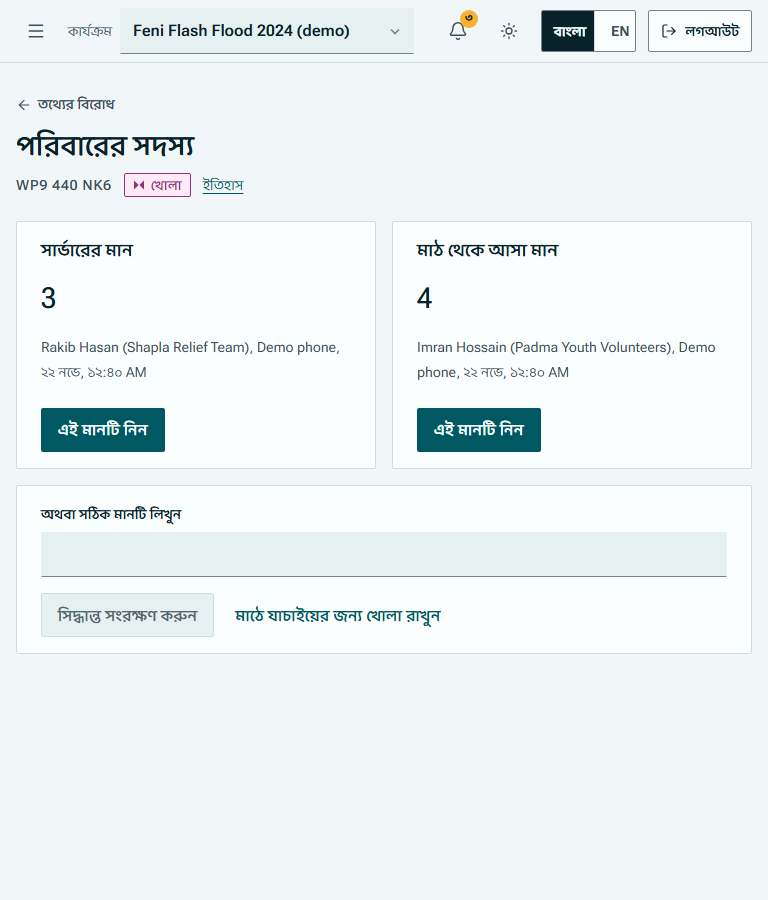 কার্যক্রম Feni Flash Flood 2024 (demo) ৩ বাংলা EN লগআউট
তথ্যের বিরোধ
পরিবারের সদস্য
WP9 440 NK6 খোলা ইতিহাস
সার্ভারের মান
3
Rakib Hasan (Shapla Relief Team), Demo phone,
২২ নভে, ১২:৪০ AM
এই মানটি নিন
মাঠ থেকে আসা মান
4
Imran Hossain (Padma Youth Volunteers), Demo
phone, ২২ নভে, ১২:৪০ AM
এই মানটি নিন
অথবা সঠিক মানটি লিখুন
সিদ্ধান্ত সংরক্ষণ করুন মাঠে যাচাইয়ের জন্য খোলা রাখুন